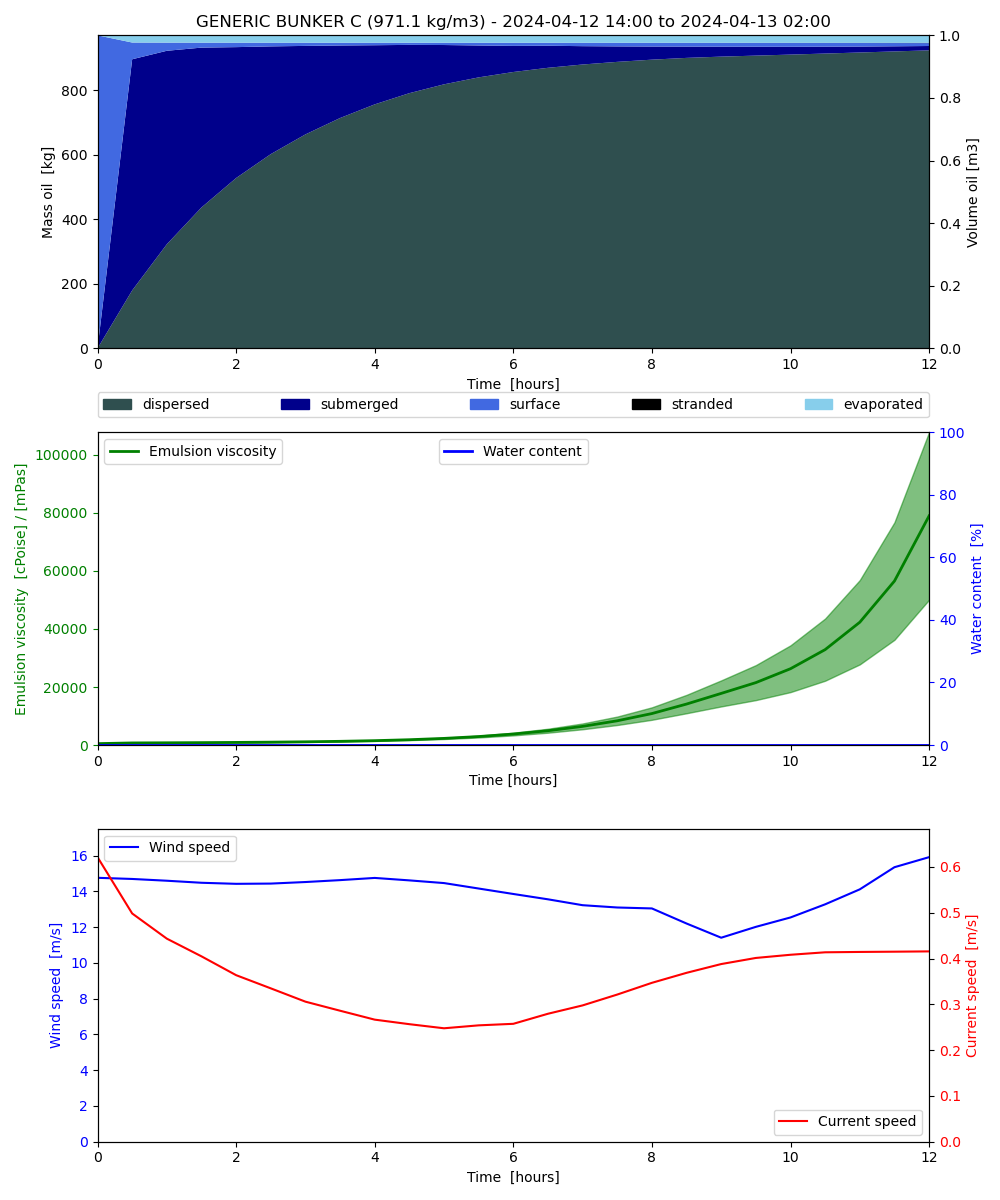 GENERIC BUNKER C (971.1 kg/m3) - 2024-04-12 14:00 to 2024-04-13 02:00
Mass oil [kg]
800
600
400
200
0
1.0
0.8
0.6
0.4
0.2
0.0
Volume oil [m3]
0 2 4 6 8 10 12
Time [hours]
dispersed submerged surface stranded evaporated
Emulsion viscosity [cPoise] / [mPas]
100000
80000
60000
40000
20000
0
Emulsion viscosity
Water content
100
80
60
40
20
0
Water content [%]
0 2 4 6 8 10 12
Time [hours]
Wind speed [m/s]
16
14
12
10
8
6
4
2
0
Wind speed
0.6
0.5
0.4
0.3
0.2
0.1
0.0
Current speed [m/s]
Current speed
0 2 4 6 8 10 12
Time [hours]